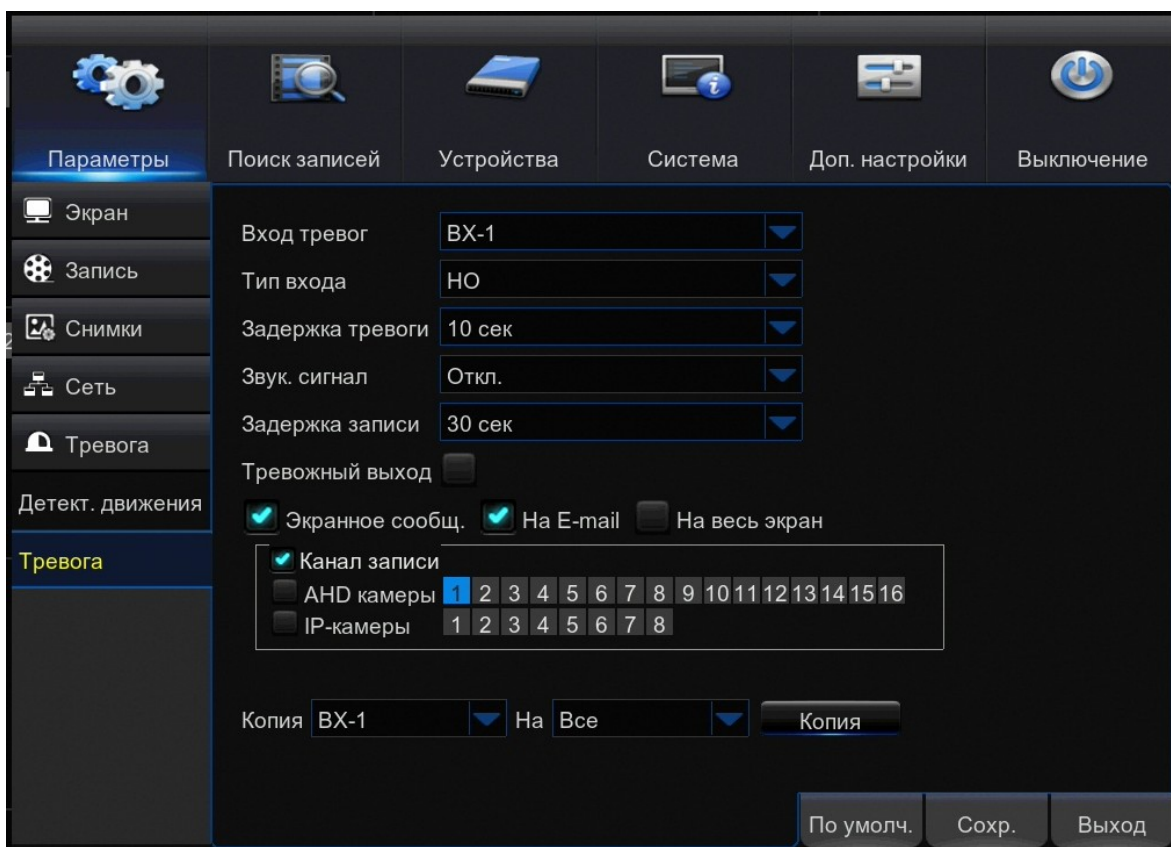 Параметры Поиск записей Устройства Система Доп. настройки Выключение
Экран
Запись
Снимки
Сеть
Тревога
Детект. движения
Тревога
Вход тревог ВХ-1
Тип входа НО
Задержка тревоги 10 сек
Звук. сигнал Откл.
Задержка записи 30 сек
Тревожный выход
Экранное сообщ. На E-mail На весь экран
Канал записи
AHD камеры 1 2 3 4 5 6 7 8 9 10 11 12 13 14 15 16
IP-камеры 1 2 3 4 5 6 7 8
Копия ВХ-1 На Все Копия
По умолч. Сохр. Выход